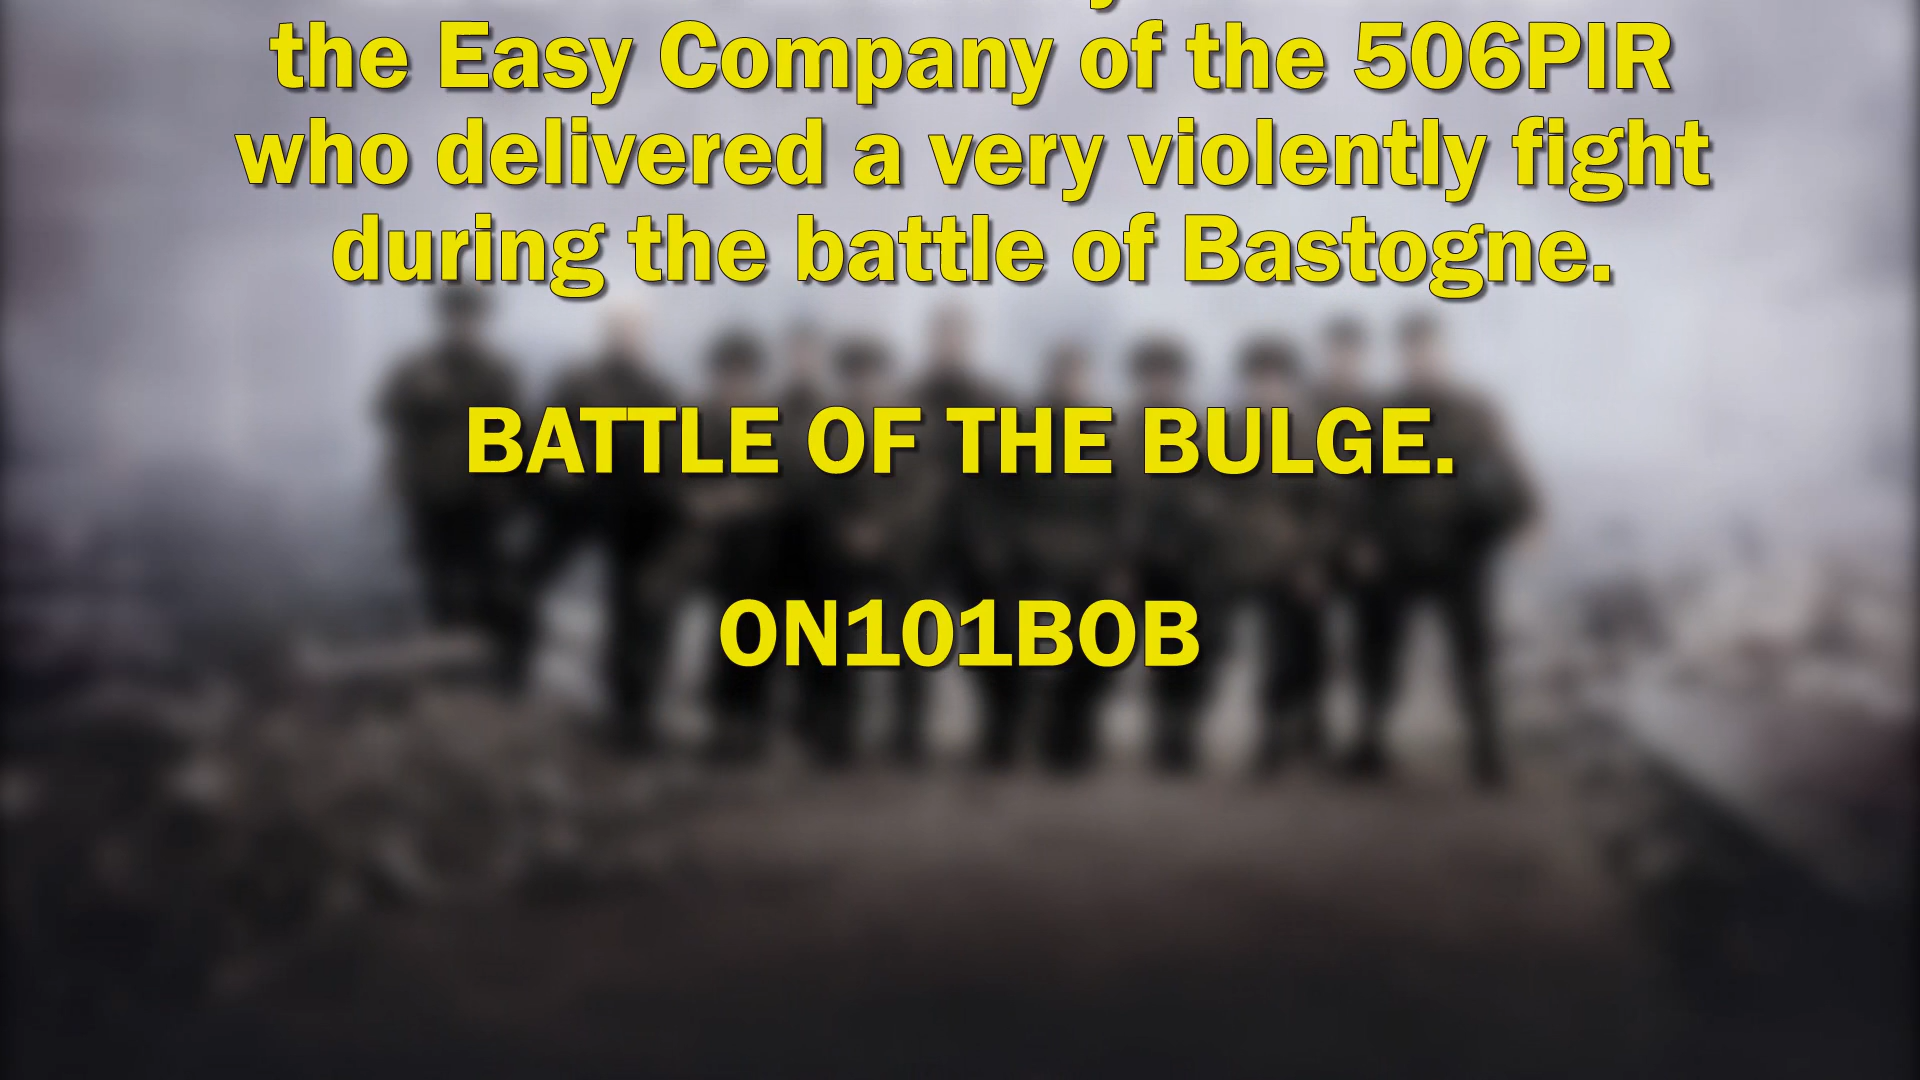 the Easy Company of the 506PIR
who delivered a very violently fight
during the battle of Bastogne.
BATTLE OF THE BULGE.
ON101BOB